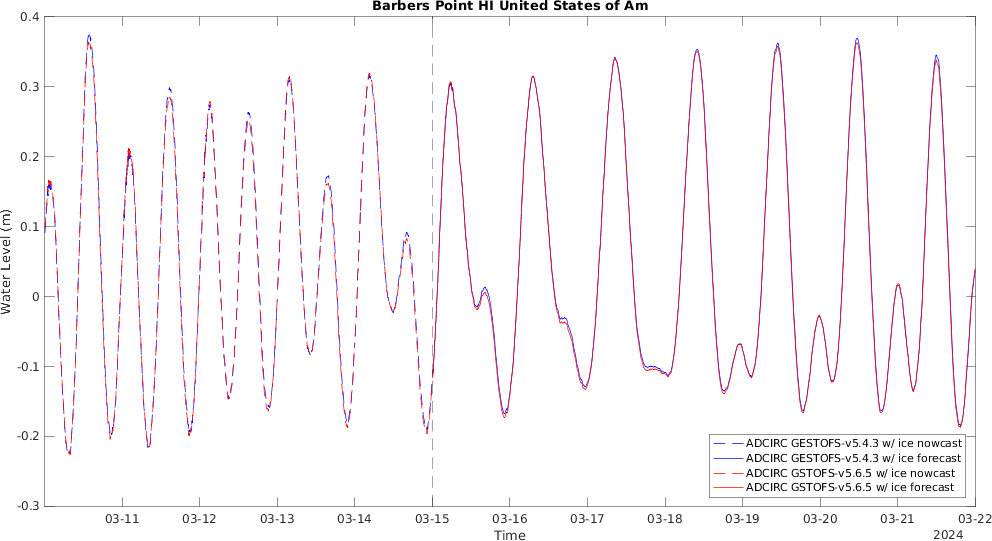 Barbers Point HI United States of Am
0.4
0.3
0.2
0.1
0
-0.1
-0.2
-0.3
Water Level (m)
ADCIRC GESTOFS-v5.4.3 w/ ice nowcast
ADCIRC GESTOFS-v5.4.3 w/ ice forecast
ADCIRC GSTOFS-v5.6.5 w/ ice nowcast
ADCIRC GSTOFS-v5.6.5 w/ ice forecast
03-11 03-12 03-13 03-14 03-15 03-16 03-17 03-18 03-19 03-20 03-21 03-22
Time
2024